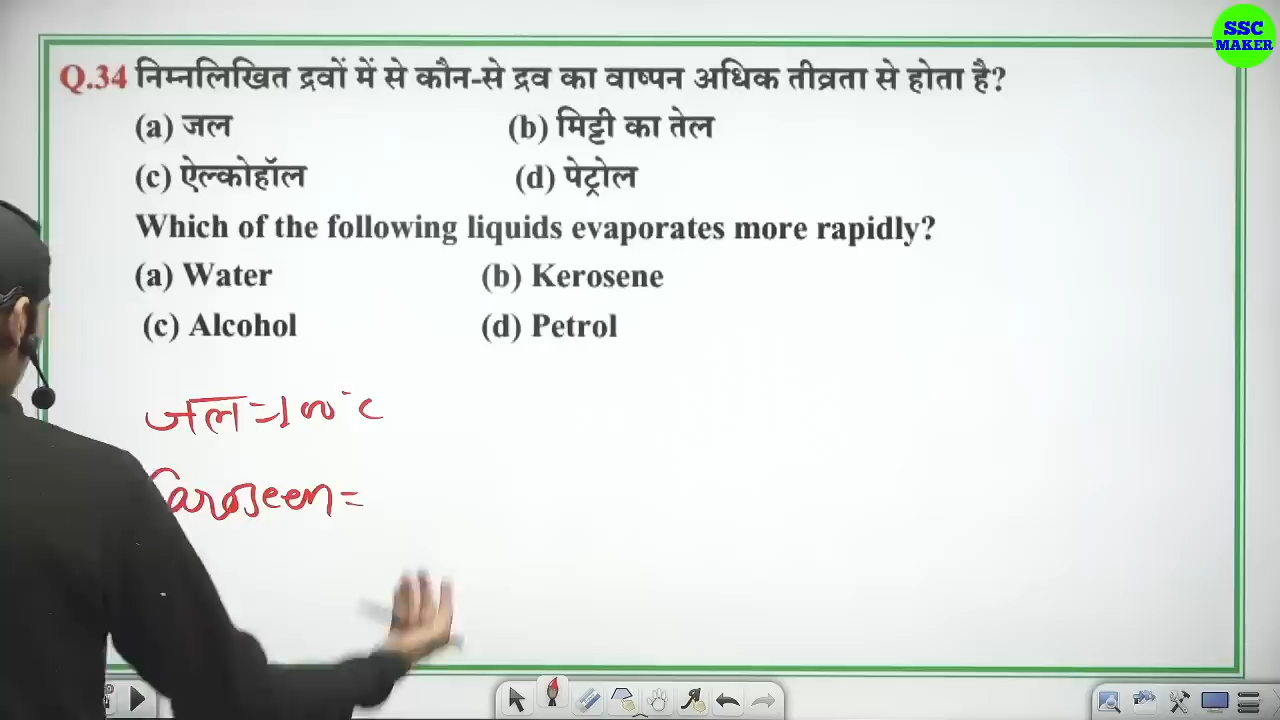 SSC
MAKER
Q.34 निम्नलिखित द्रवों में से कौन-से द्रव का वाष्पन अधिक तीव्रता से होता है?
(a) जल (b) मिट्टी का तेल
(c) ऐल्कोहॉल (d) पेट्रोल
Which of the following liquids evaporates more rapidly?
(a) Water (b) Kerosene
(c) Alcohol (d) Petrol
जल = 100°C